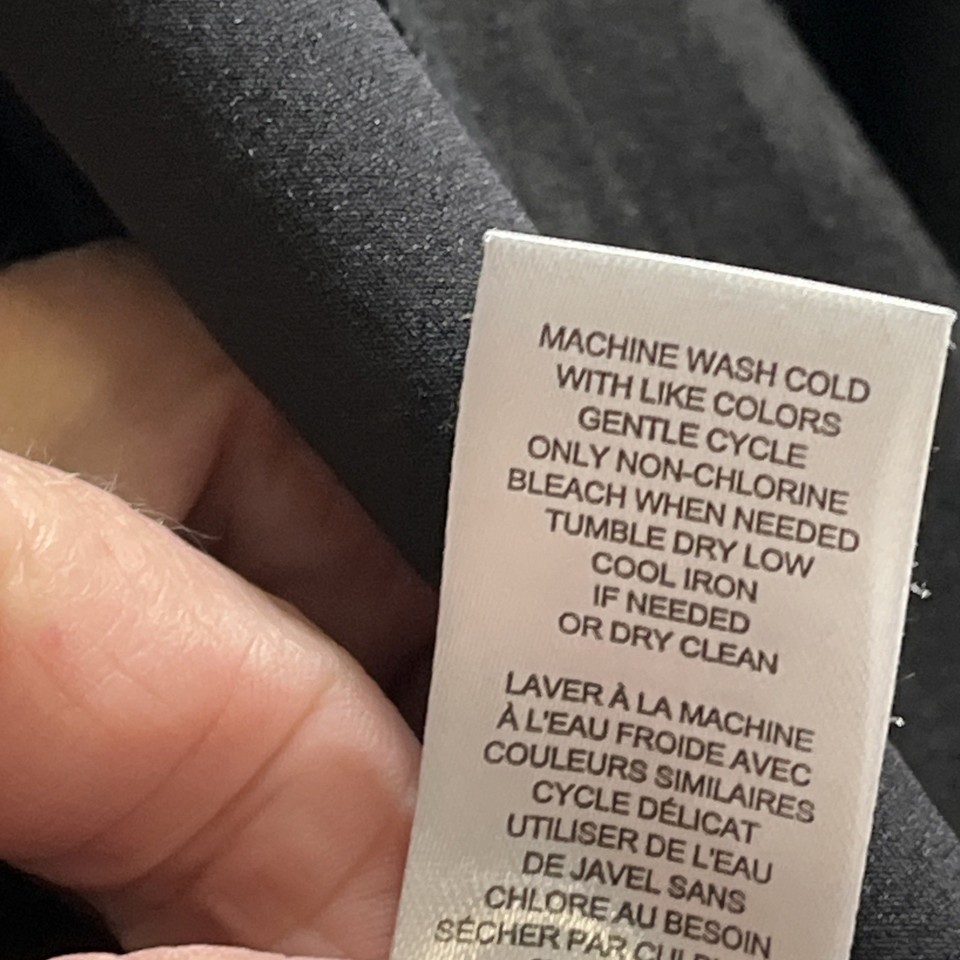 MACHINE WASH COLD
WITH LIKE COLORS
GENTLE CYCLE
ONLY NON-CHLORINE
BLEACH WHEN NEEDED
TUMBLE DRY LOW
COOL IRON
IF NEEDED
OR DRY CLEAN
LAVER À LA MACHINE
À L'EAU FROIDE AVEC
COULEURS SIMILAIRES
CYCLE DÉLICAT
UTILISER DE L'EAU
DE JAVEL SANS
CHLORE AU BESOIN
SÉCHER PAR